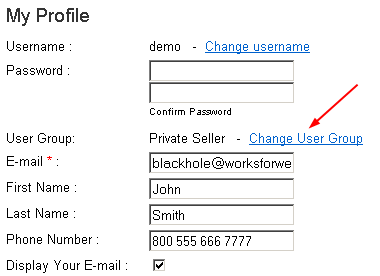 My Profile
Username : demo - Change username
Password :
Confirm Password
User Group: Private Seller - Change User Group
E-mail * : blackhole@worksforwe
First Name : John
Last Name : Smith
Phone Number : 800 555 666 7777
Display Your E-mail :